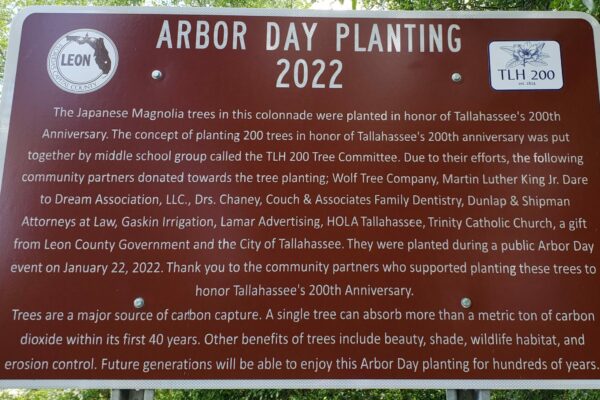 ARBOR DAY PLANTING
2022
LEON
TLH 200
est. 1824
The Japanese Magnolia trees in this colonnade were planted in honor of Tallahassee's 200th
Anniversary. The concept of planting 200 trees in honor of Tallahassee's 200th anniversary was put
together by middle school group called the TLH 200 Tree Committee. Due to their efforts, the following
community partners donated towards the tree planting; Wolf Tree Company, Martin Luther King Jr. Dare
to Dream Association, LLC., Drs. Chaney, Couch & Associates Family Dentistry, Dunlap & Shipman
Attorneys at Law, Gaskin Irrigation, Lamar Advertising, HOLA Tallahassee, Trinity Catholic Church, a gift
from Leon County Government and the City of Tallahassee. They were planted during a public Arbor Day
event on January 22, 2022. Thank you to the community partners who supported planting these trees to
honor Tallahassee's 200th Anniversary.
Trees are a major source of carbon capture. A single tree can absorb more than a metric ton of carbon
dioxide within its first 40 years. Other benefits of trees include beauty, shade, wildlife habitat, and
erosion control. Future generations will be able to enjoy this Arbor Day planting for hundreds of years.